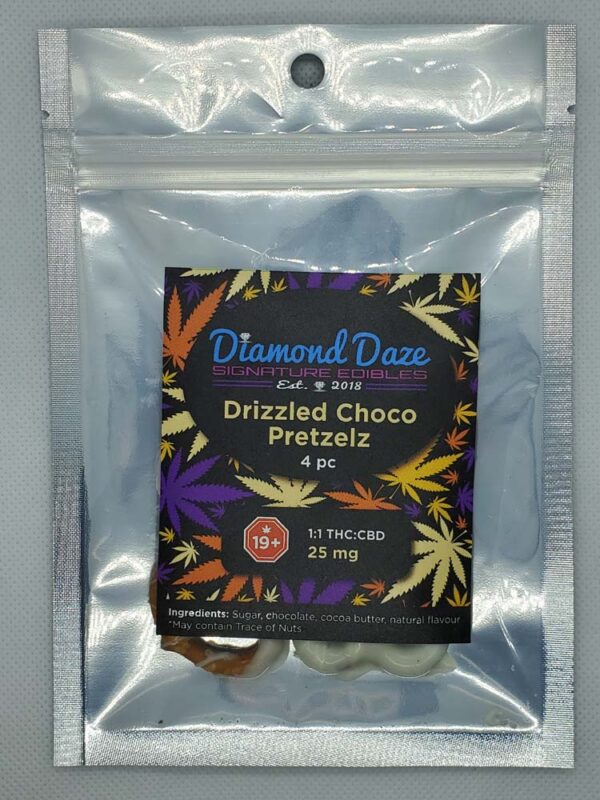 Diamond Daze
SIGNATURE EDIBLES
Est. 2018
Drizzled Choco
Pretzelz
4 pc
19+
1:1 THC:CBD
25 mg
Ingredients: Sugar, chocolate, cocoa butter, natural flavour
*May contain Trace of Nuts